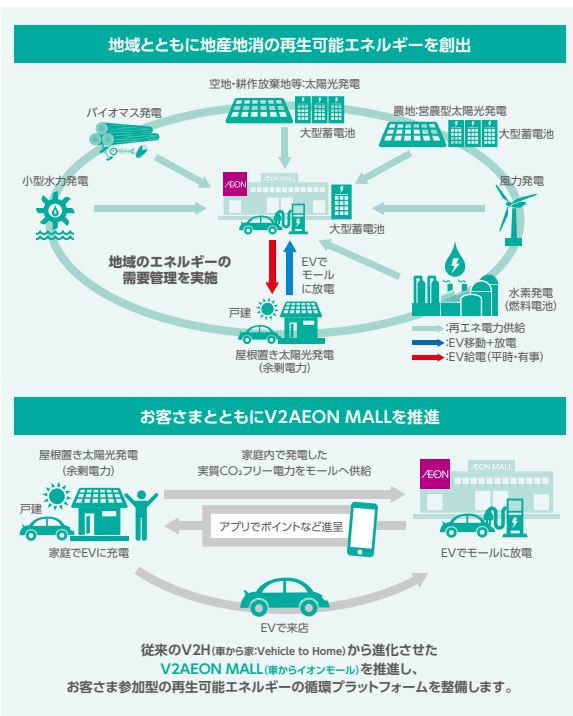 地域とともに地産地消の再生可能エネルギーを創出
空地・耕作放棄地等:太陽光発電
大型蓄電池
バイオマス発電
農地:営農型太陽光発電
大型蓄電池
小型水力発電
風力発電
AEON
AEON MALL
大型蓄電池
地域のエネルギーの
需要管理を実施
EVで
モール
に放電
水素発電
(燃料電池)
戸建
屋根置き太陽光発電
(余剰電力)
:再エネ電力供給
:EV移動+放電
:EV給電(平時・有事)
お客さまとともにV2AEON MALLを推進
屋根置き太陽光発電
(余剰電力)
家庭内で発電した
実質CO₂フリー電力をモールへ供給
AEON
AEON MALL
戸建
アプリでポイントなど進呈
家庭でEVに充電
EVでモールに放電
EVで来店
従来のV2H(車から家:Vehicle to Home)から進化させた
V2AEON MALL(車からイオンモール)を推進し、
お客さま参加型の再生可能エネルギーの循環プラットフォームを整備します。